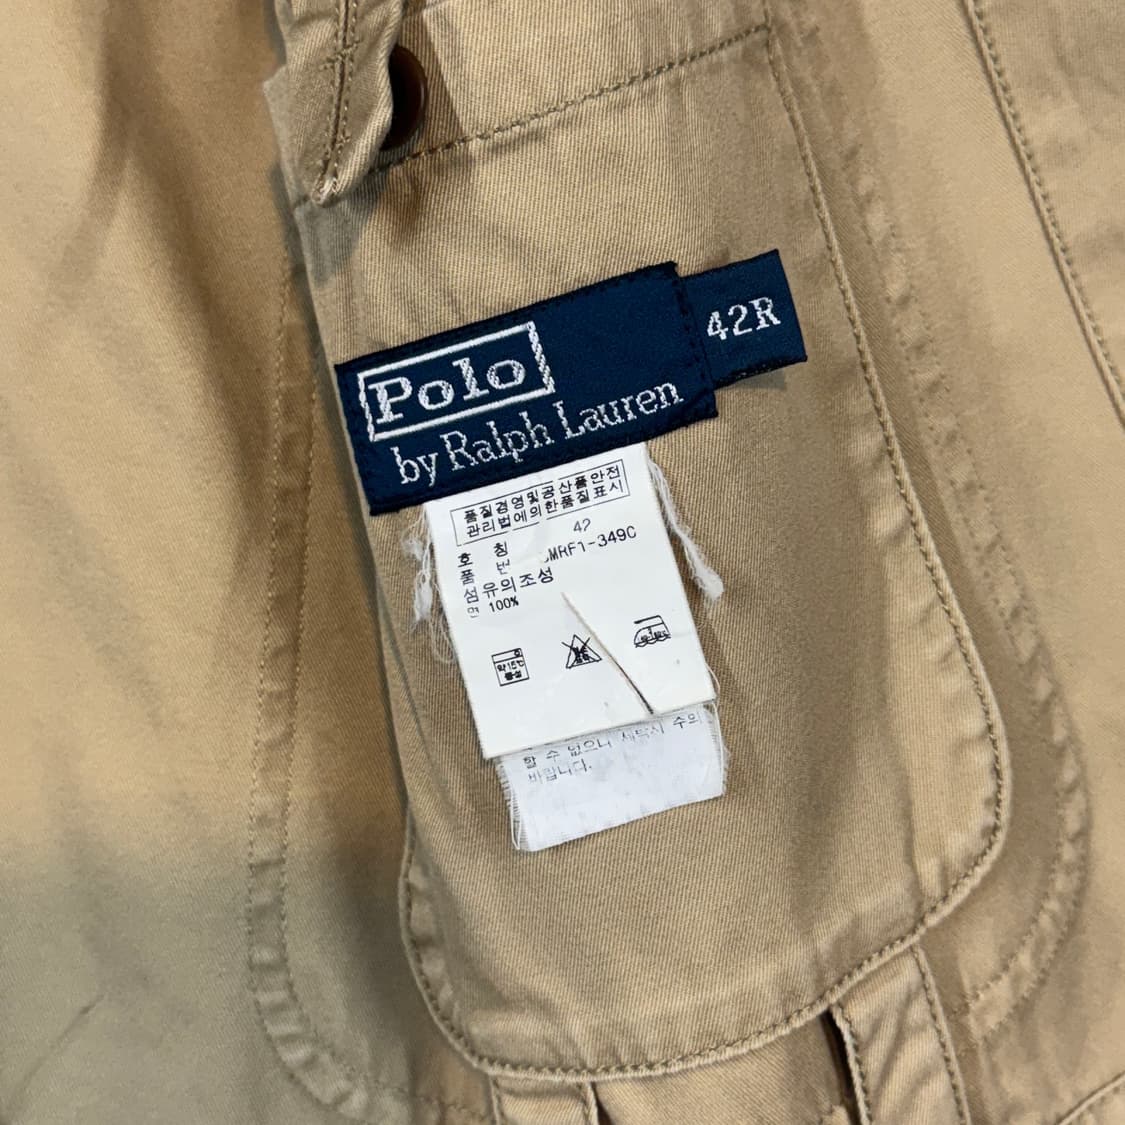 Polo
by Ralph Lauren
42R
품질경영및공산품안전
관리법에의한품질표시
호 칭 42
품 번 MRF1-349C
섬유의조성
면 100%
할 수 없으니 세탁시 주의
바랍니다.